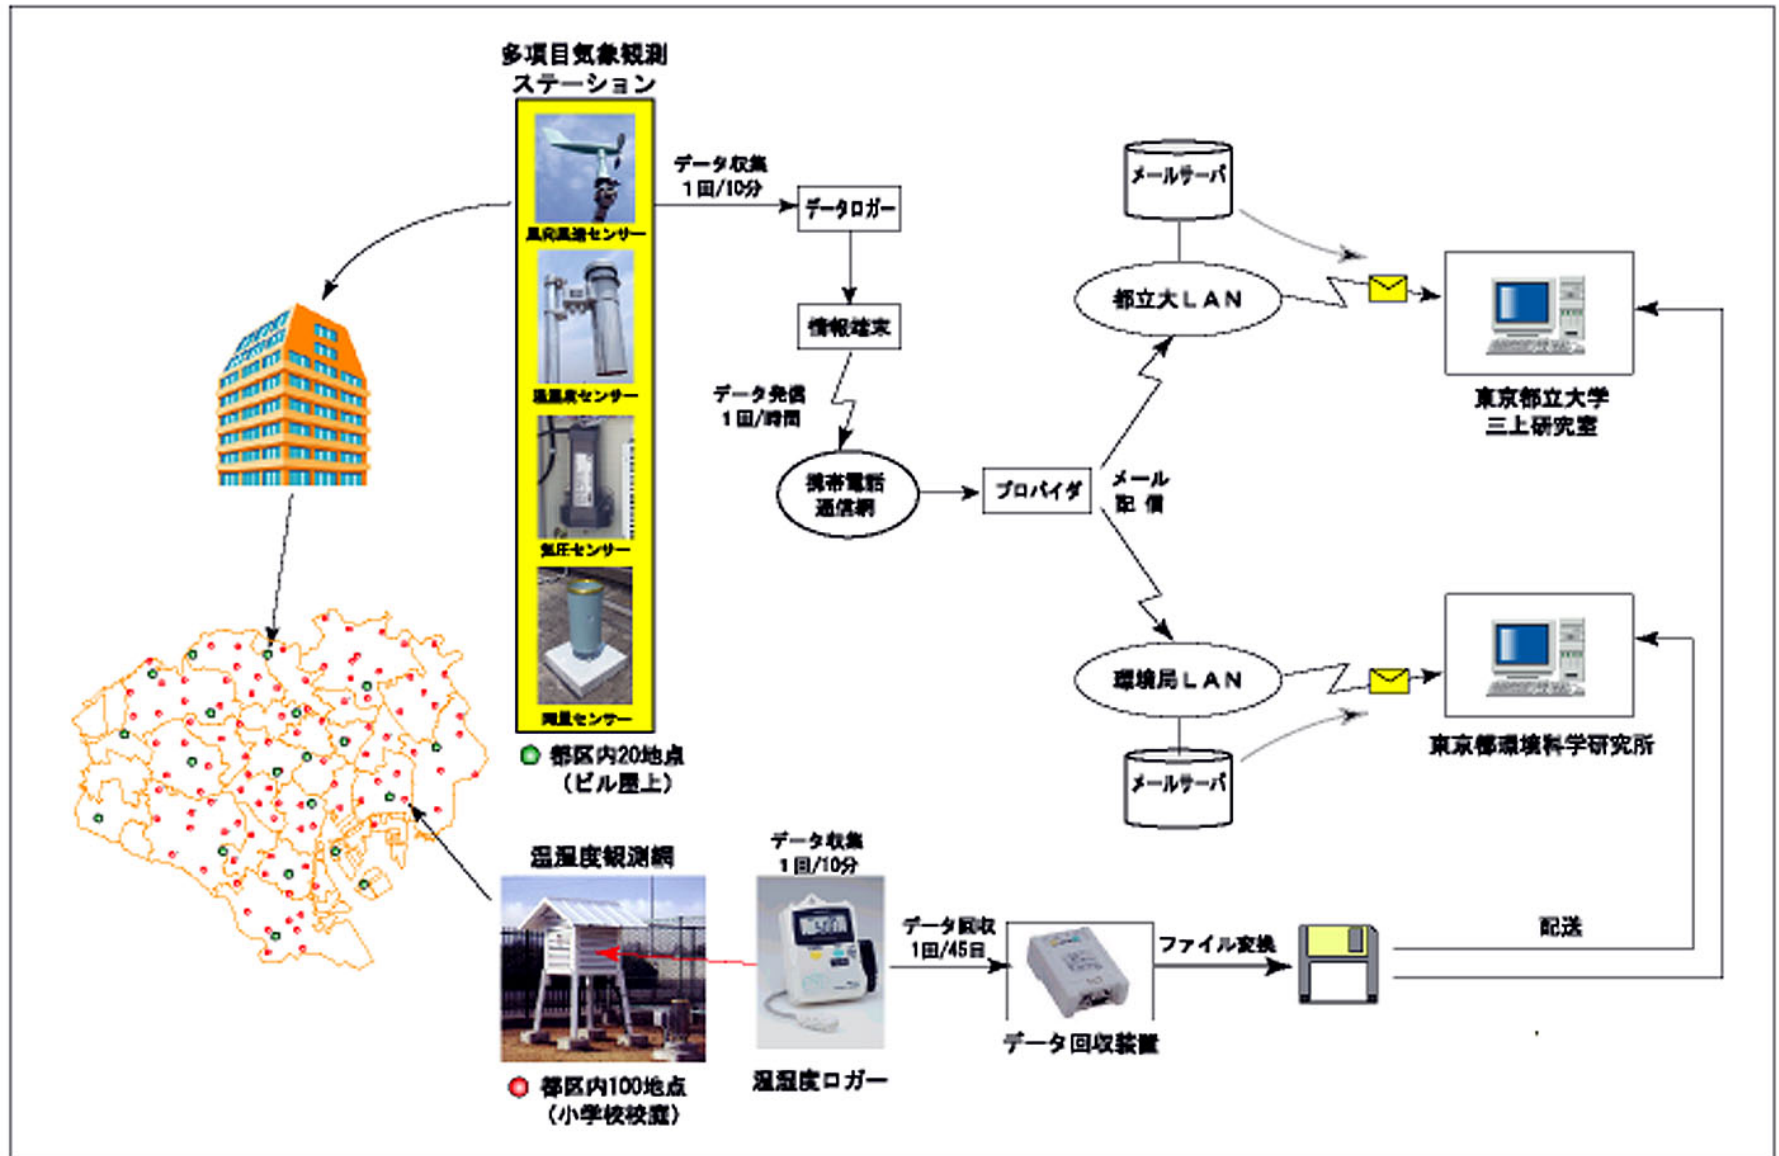 多項目気象観測
ステーション
データ収集
1回/10分
風向風速センサー
温湿度センサー
気圧センサー
雨量センサー
都区内20地点
(ビル屋上)
データロガー
情報端末
データ発信
1回/時間
携帯電話
通信網
プロバイダ
メール
配 信
メールサーバ
都立大LAN
東京都立大学
三上研究室
環境局LAN
メールサーバ
東京都環境科学研究所
温湿度観測網
都区内100地点
(小学校校庭)
データ収集
1回/10分
温湿度ロガー
データ回収
1回/45日
データ回収装置
ファイル変換
配送